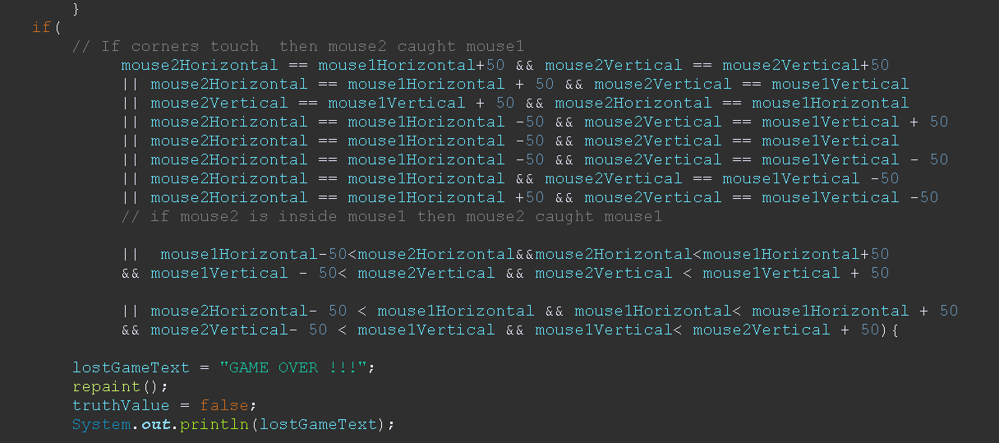 }
if(
// If corners touch  then mouse2 caught mouse1
mouse2Horizontal == mouse1Horizontal+50 && mouse2Vertical == mouse2Vertical+50
|| mouse2Horizontal == mouse1Horizontal + 50 && mouse2Vertical == mouse1Vertical
|| mouse2Vertical == mouse1Vertical + 50 && mouse2Horizontal == mouse1Horizontal
|| mouse2Horizontal == mouse1Horizontal -50 && mouse2Vertical == mouse1Vertical + 50
|| mouse2Horizontal == mouse1Horizontal -50 && mouse2Vertical == mouse1Vertical
|| mouse2Horizontal == mouse1Horizontal -50 && mouse2Vertical == mouse1Vertical - 50
|| mouse2Horizontal == mouse1Horizontal && mouse2Vertical == mouse1Vertical -50
|| mouse2Horizontal == mouse1Horizontal +50 && mouse2Vertical == mouse1Vertical -50
// if mouse2 is inside mouse1 then mouse2 caught mouse1
||  mouse1Horizontal-50<mouse2Horizontal&&mouse2Horizontal<mouse1Horizontal+50
&& mouse1Vertical - 50< mouse2Vertical && mouse2Vertical < mouse1Vertical + 50
|| mouse2Horizontal- 50 < mouse1Horizontal && mouse1Horizontal< mouse1Horizontal + 50
&& mouse2Vertical- 50 < mouse1Vertical && mouse1Vertical< mouse2Vertical + 50){
lostGameText = "GAME OVER !!!";
repaint();
truthValue = false;
System.out.println(lostGameText);